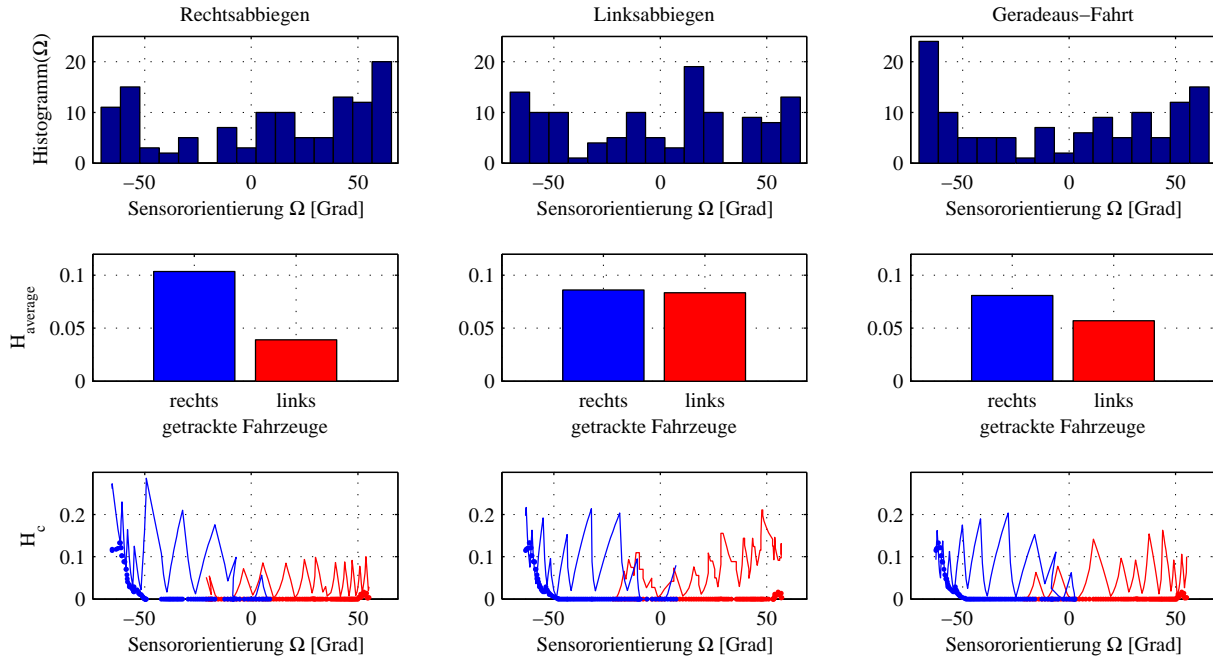 Rechtsabbiegen
Linksabbiegen
Geradeaus−Fahrt
Histogramm(Ω)
20
10
0
−50
0
50
Sensororientierung Ω [Grad]
20
10
0
−50
0
50
Sensororientierung Ω [Grad]
20
10
0
−50
0
50
Sensororientierung Ω [Grad]
H_average
0.1
0.05
0
rechts
links
getrackte Fahrzeuge
0.1
0.05
0
rechts
links
getrackte Fahrzeuge
0.1
0.05
0
rechts
links
getrackte Fahrzeuge
H_c
0.2
0.1
0
−50
0
50
Sensororientierung Ω [Grad]
0.2
0.1
0
−50
0
50
Sensororientierung Ω [Grad]
0.2
0.1
0
−50
0
50
Sensororientierung Ω [Grad]